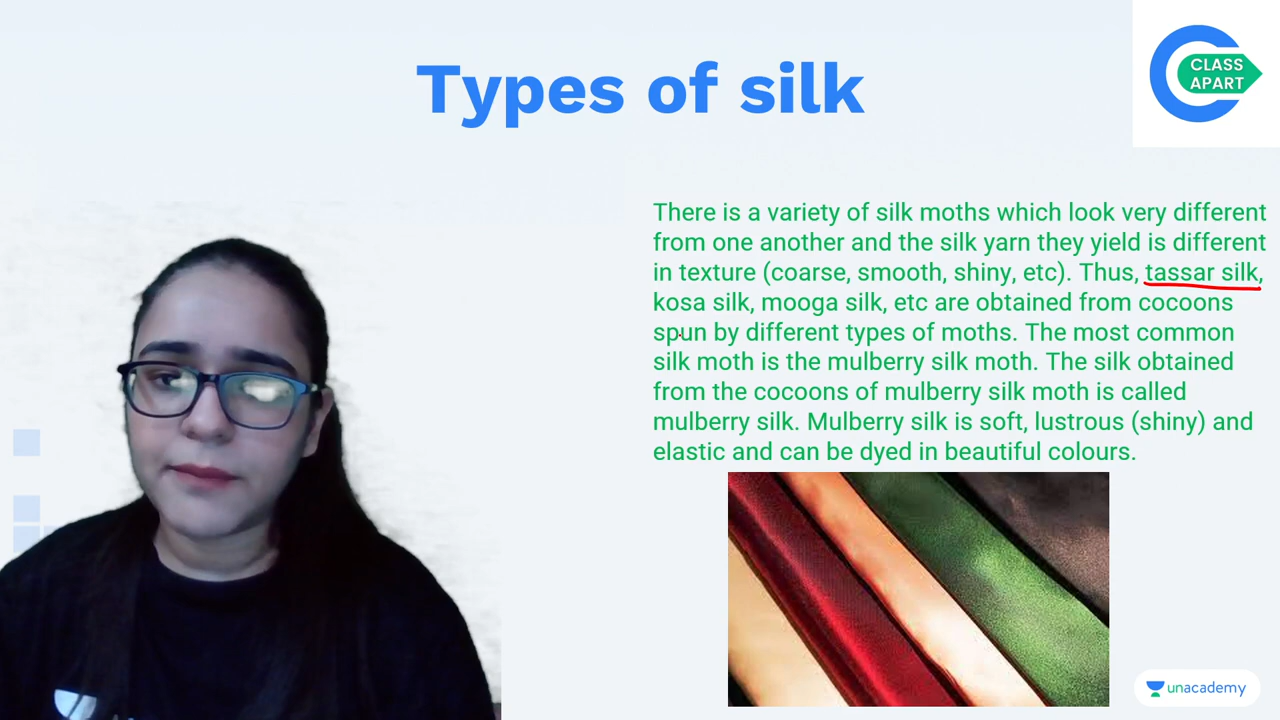 Types of silk
CLASS
APART
There is a variety of silk moths which look very different
from one another and the silk yarn they yield is different
in texture (coarse, smooth, shiny, etc). Thus, tassar silk,
kosa silk, mooga silk, etc are obtained from cocoons
spun by different types of moths. The most common
silk moth is the mulberry silk moth. The silk obtained
from the cocoons of mulberry silk moth is called
mulberry silk. Mulberry silk is soft, lustrous (shiny) and
elastic and can be dyed in beautiful colours.
unacademy